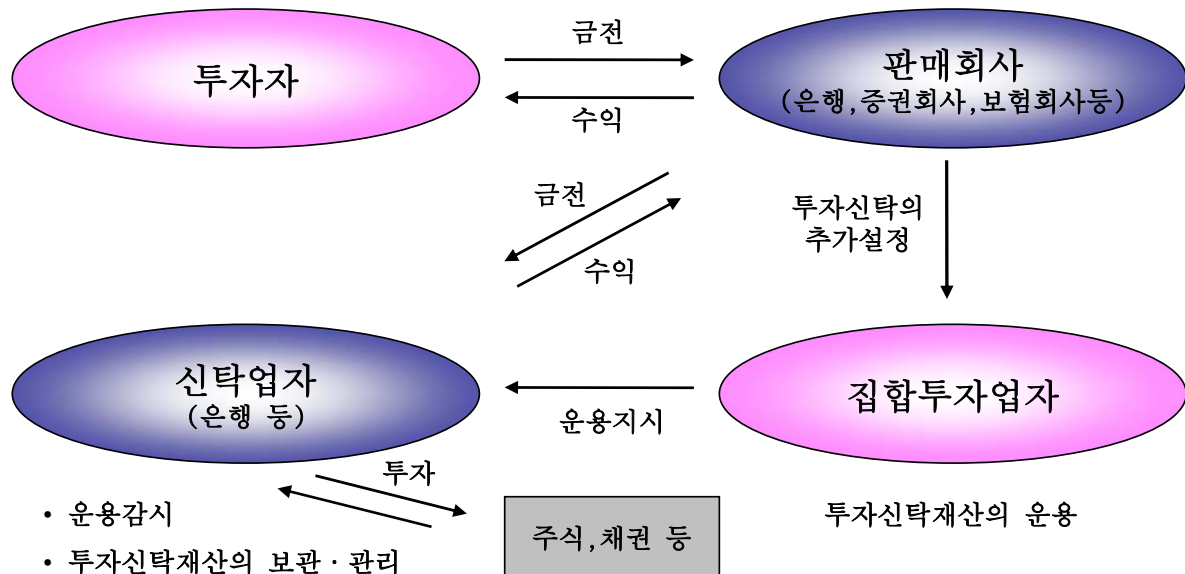 금전
투자자
판매회사
(은행,증권회사,보험회사등)
수익
금전
투자신탁의
추가설정
수익
신탁업자
(은행 등)
집합투자업자
운용지시
투자
• 운용감시
주식,채권 등
투자신탁재산의 운용
• 투자신탁재산의 보관·관리